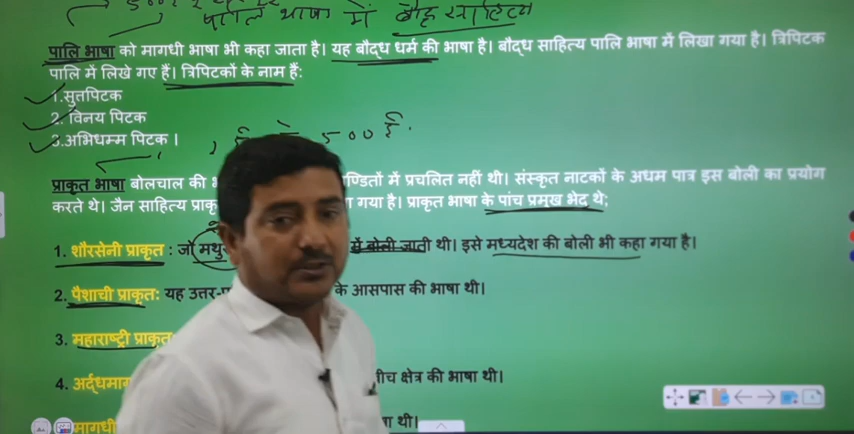 पालि भाषा में बौद्ध साहित्य
पालि भाषा को मागधी भाषा भी कहा जाता है। यह बौद्ध धर्म की भाषा है। बौद्ध साहित्य पालि भाषा में लिखा गया है। त्रिपिटक
पालि में लिखे गए हैं। त्रिपिटकों के नाम हैं:
1.सुत्तपिटक
2. विनय पिटक
3.अभिधम्म पिटक ।
1 ई से 500 ई.
प्राकृत भाषा बोलचाल की ण्डितों में प्रचलित नहीं थी। संस्कृत नाटकों के अधम पात्र इस बोली का प्रयोग
करते थे। जैन साहित्य गया है। प्राकृत भाषा के पांच प्रमुख भेद थे;
1. शौरसेनी प्राकृत : जो मथु में बोली जाती थी। इसे मध्यदेश की बोली भी कहा गया है।
2. पैशाची प्राकृत: यह उत्तर- के आसपास की भाषा थी।
3. महाराष्ट्री प्राकृत
4. अर्द्धमाग ीच क्षेत्र की भाषा थी।
मागधी थी।